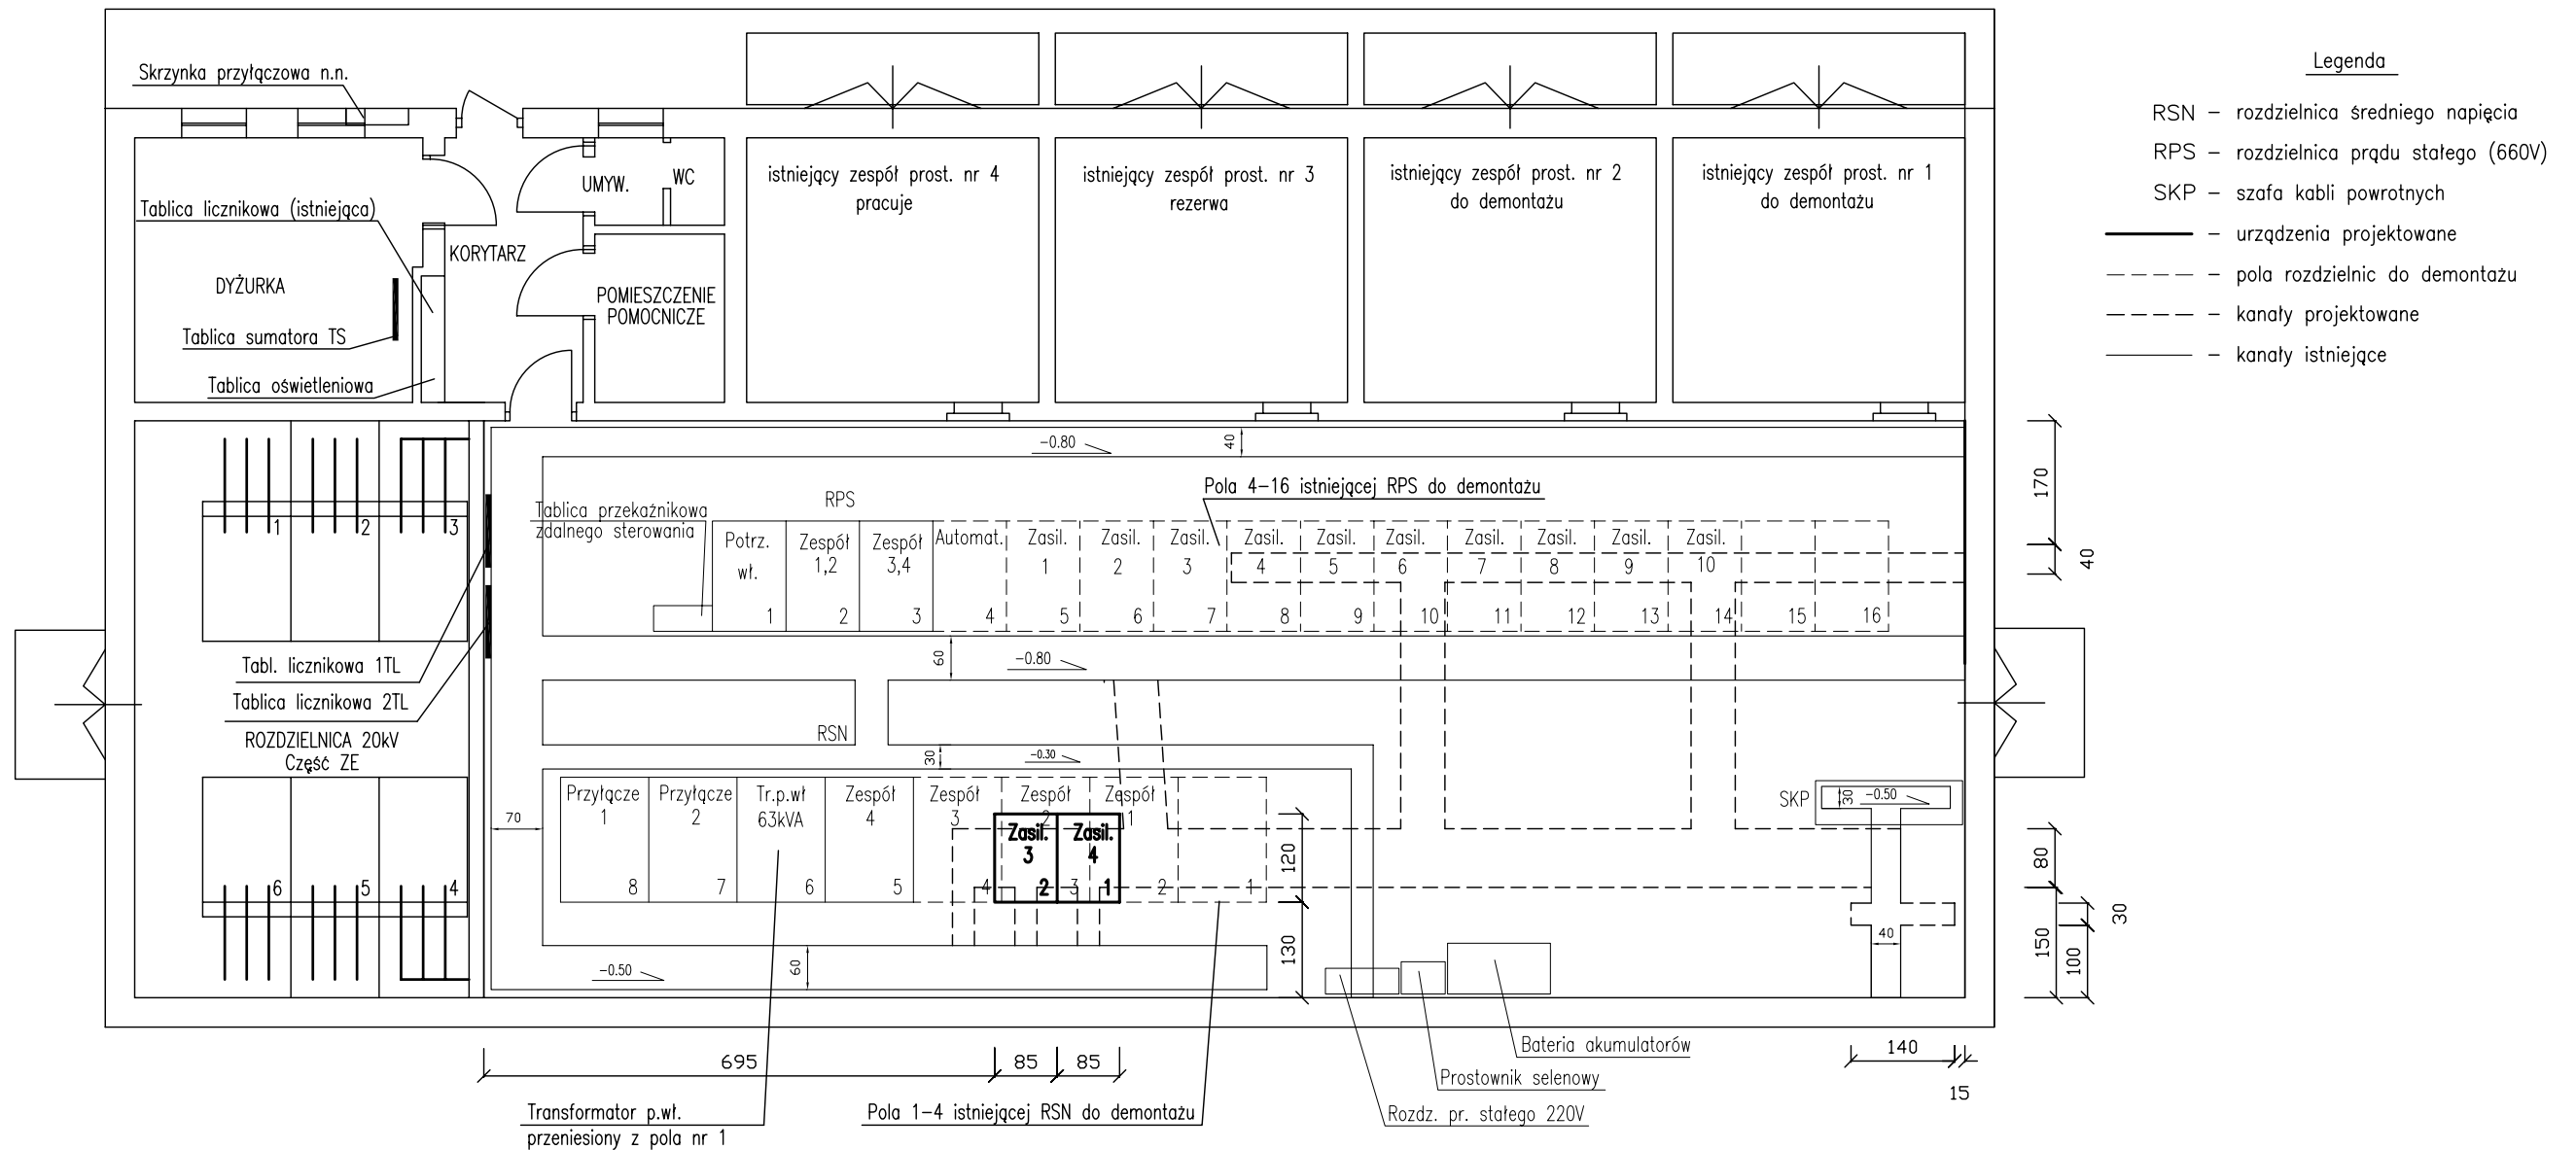 Legenda
RSN – rozdzielnica średniego napięcia
RPS – rozdzielnica prądu stałego (660V)
SKP – szafa kabli powrotnych
– urządzenia projektowane
– pola rozdzielnic do demontażu
– kanały projektowane
– kanały istniejące
Skrzynka przyłączowa n.n.
Tablica licznikowa (istniejąca)
DYŻURKA
Tablica sumatora TS
Tablica oświetleniowa
KORYTARZ
UMYW.
WC
POMIESZCZENIE
POMOCNICZE
istniejący zespół prost. nr 4
pracuje
istniejący zespół prost. nr 3
rezerwa
istniejący zespół prost. nr 2
do demontażu
istniejący zespół prost. nr 1
do demontażu
-0.80
40
170
40
Pola 4–16 istniejącej RPS do demontażu
RPS
Tablica przekaźnikowa
zdalnego sterowania
1
2
3
Potrz.
wł.
1
Zespół
1,2
2
Zespół
3,4
3
Automat.
4
Zasil.
1
5
Zasil.
2
6
Zasil.
3
7
Zasil.
4
8
Zasil.
5
9
Zasil.
6
10
Zasil.
7
11
Zasil.
8
12
Zasil.
9
13
Zasil.
10
14
15
16
Tabl. licznikowa 1TL
Tablica licznikowa 2TL
ROZDZIELNICA 20kV
Część ZE
60
-0.80
RSN
30
-0.30
70
Przyłącze
1
8
Przyłącze
2
7
Tr.p.wł
63kVA
6
Zespół
4
5
Zespół
3
4
Zespół
2
3
Zespół
1
2
1
Zasil.
3
2
Zasil.
4
1
6
5
4
SKP
30
-0.50
120
130
80
150
30
100
40
-0.50
60
695
85
85
140
15
Bateria akumulatorów
Prostownik selenowy
Rozdz. pr. stałego 220V
Transformator p.wł.
przeniesiony z pola nr 1
Pola 1–4 istniejącej RSN do demontażu